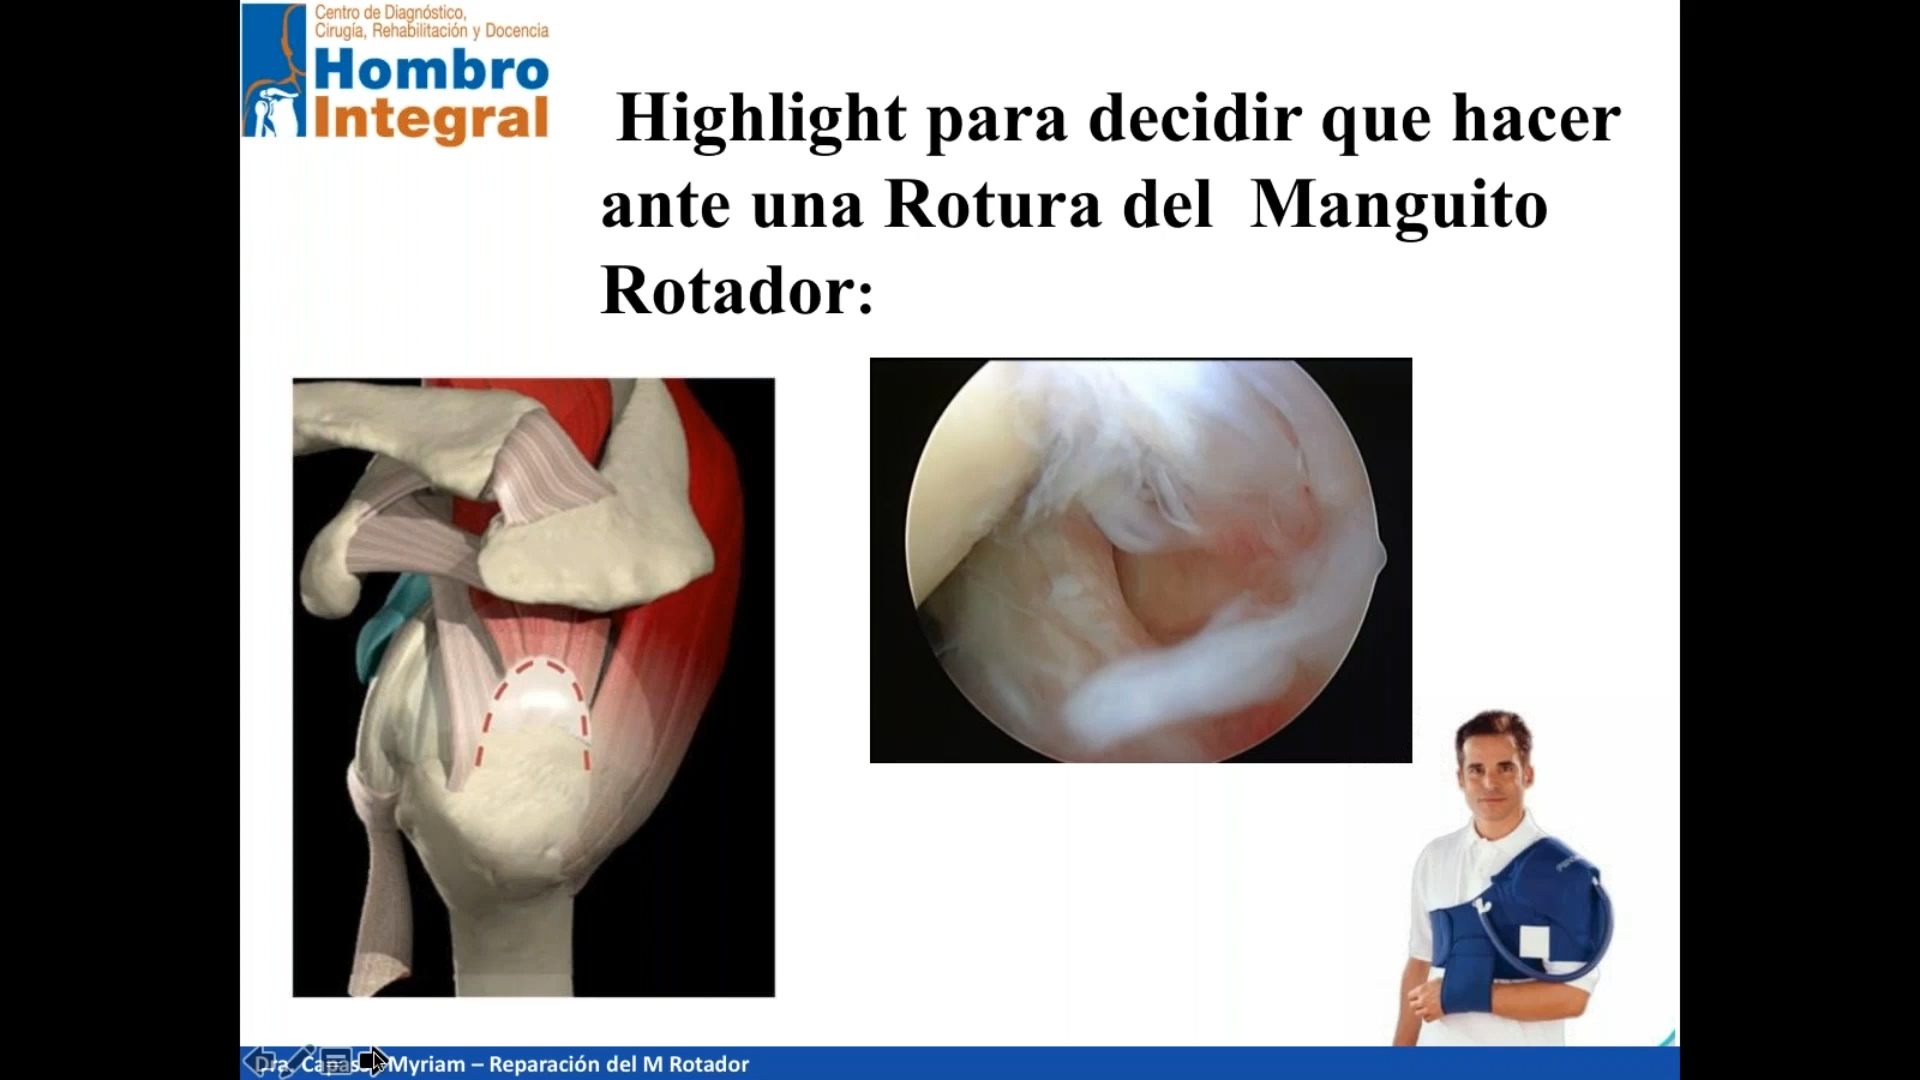 Centro de Diagnóstico,
Cirugía, Rehabilitación y Docencia
Hombro
Integral
Highlight para decidir que hacer
ante una Rotura del Manguito
Rotador:
Dra. Myriam – Reparación del M Rotador